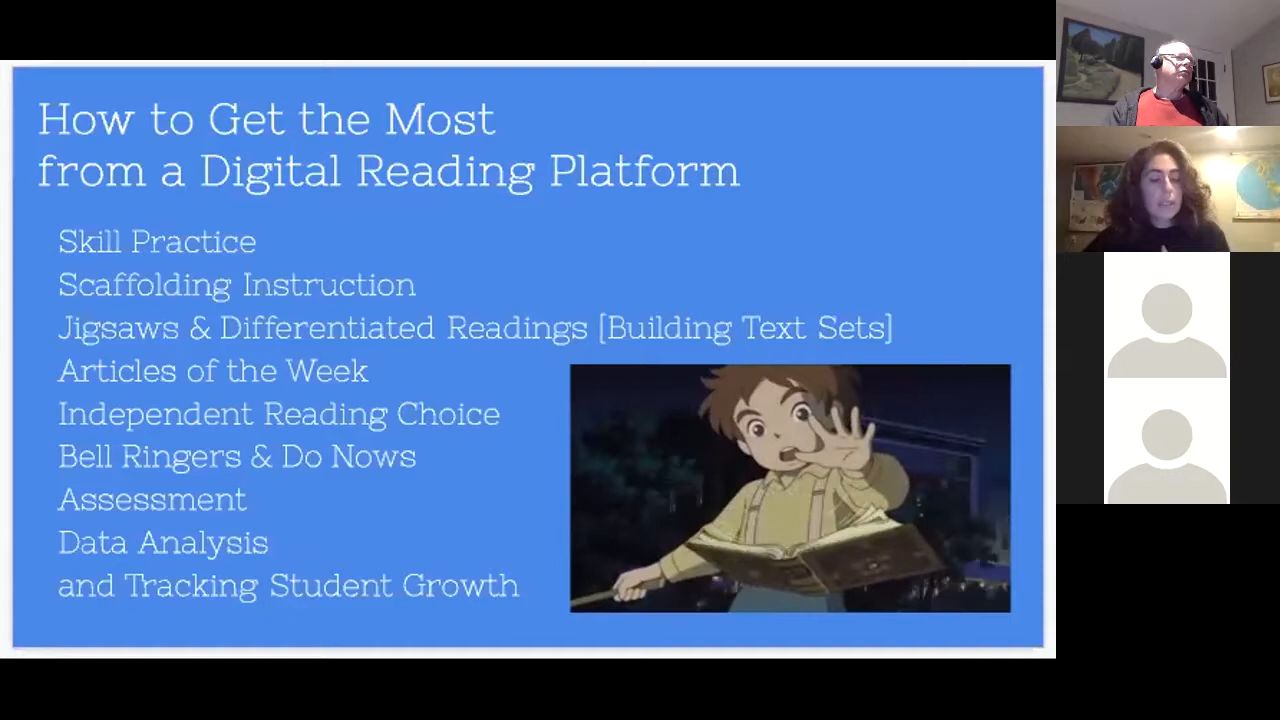 How to Get the Most
from a Digital Reading Platform
Skill Practice
Scaffolding Instruction
Jigsaws & Differentiated Readings [Building Text Sets]
Articles of the Week
Independent Reading Choice
Bell Ringers & Do Nows
Assessment
Data Analysis
and Tracking Student Growth